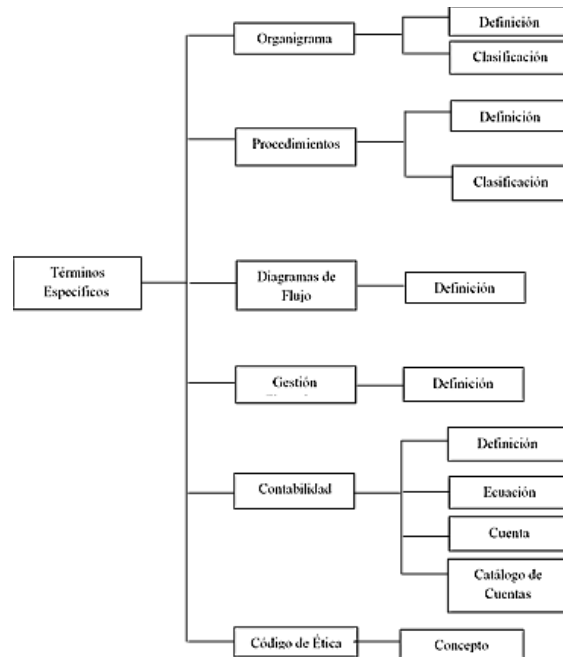 Definición
Organigrama
Clasificación
Definición
Procedimientos
Clasificación
Términos
Específicos
Diagramas de
Flujo
Definición
Gestión
Definición
Definición
Contabilidad
Ecuación
Cuenta
Catálogo de
Cuentas
Código de Ética
Concepto